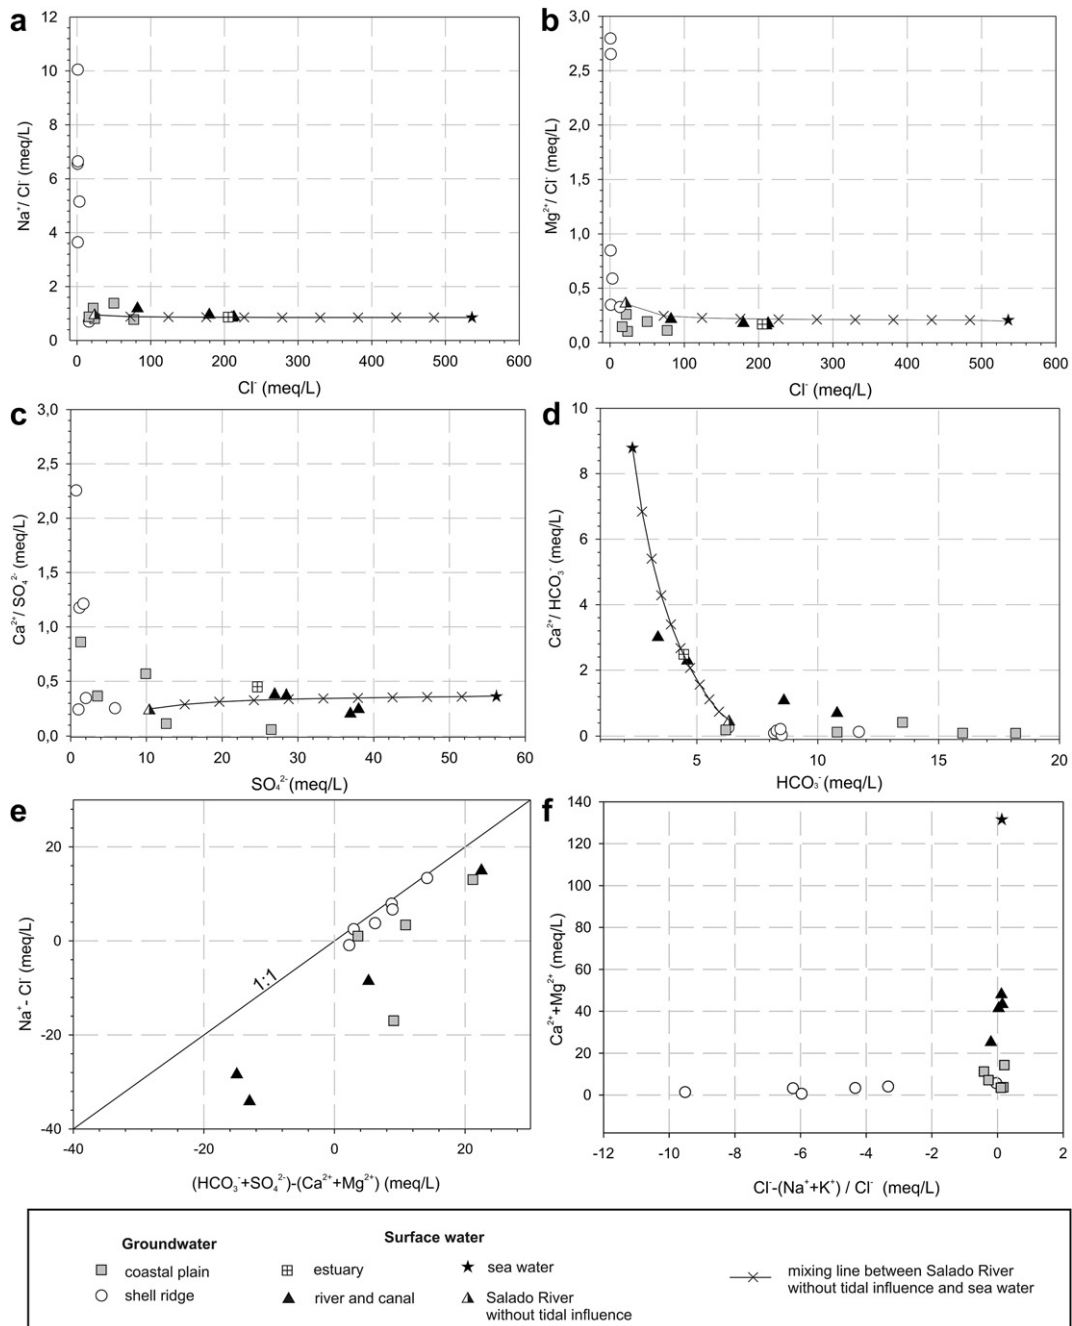 a
12
10
8
6
4
2
0
Na⁺/ Cl⁻ (meq/L)
0 100 200 300 400 500 600
Cl⁻ (meq/L)
b
3,0
2,5
2,0
1,5
1,0
0,5
0,0
Mg²⁺/ Cl⁻ (meq/L)
0 100 200 300 400 500 600
Cl⁻ (meq/L)
c
3,0
2,5
2,0
1,5
1,0
0,5
0,0
Ca²⁺/ SO₄²⁻ (meq/L)
0 10 20 30 40 50 60
SO₄²⁻ (meq/L)
d
10
8
6
4
2
0
Ca²⁺/ HCO₃⁻ (meq/L)
5 10 15 20
HCO₃⁻ (meq/L)
e
20
0
-20
-40
Na⁺- Cl⁻ (meq/L)
1:1
-40 -20 0 20
(HCO₃⁻+SO₄²⁻)-(Ca²⁺+Mg²⁺) (meq/L)
f
140
120
100
80
60
40
20
0
Ca²⁺+Mg²⁺ (meq/L)
-12 -10 -8 -6 -4 -2 0 2
Cl⁻-(Na⁺+K⁺) / Cl⁻ (meq/L)
Groundwater
coastal plain
shell ridge
Surface water
estuary
river and canal
sea water
Salado River
without tidal influence
mixing line between Salado River
without tidal influence and sea water